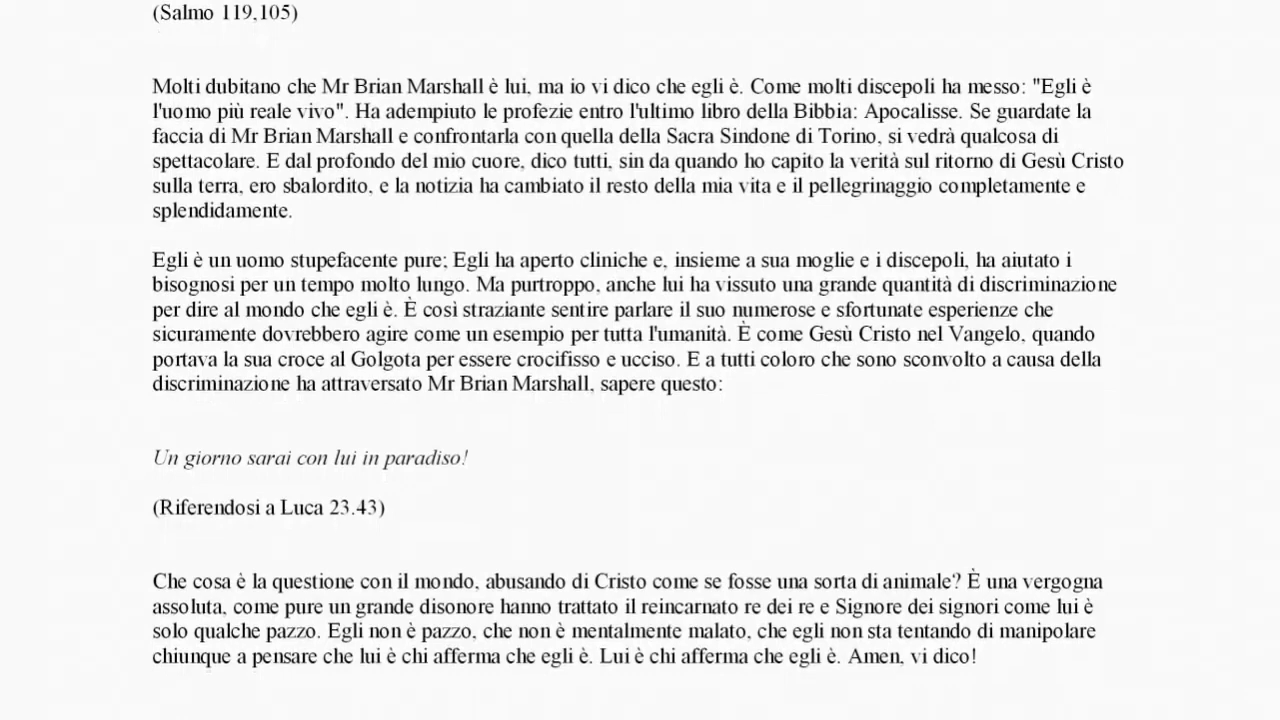 (Salmo 119,105)
Molti dubitano che Mr Brian Marshall è lui, ma io vi dico che egli è. Come molti discepoli ha messo: "Egli è
l'uomo più reale vivo". Ha adempiuto le profezie entro l'ultimo libro della Bibbia: Apocalisse. Se guardate la
faccia di Mr Brian Marshall e confrontarla con quella della Sacra Sindone di Torino, si vedrà qualcosa di
spettacolare. E dal profondo del mio cuore, dico tutti, sin da quando ho capito la verità sul ritorno di Gesù Cristo
sulla terra, ero sbalordito, e la notizia ha cambiato il resto della mia vita e il pellegrinaggio completamente e
splendidamente.
Egli è un uomo stupefacente pure; Egli ha aperto cliniche e, insieme a sua moglie e i discepoli, ha aiutato i
bisognosi per un tempo molto lungo. Ma purtroppo, anche lui ha vissuto una grande quantità di discriminazione
per dire al mondo che egli è. È così straziante sentire parlare il suo numerose e sfortunate esperienze che
sicuramente dovrebbero agire come un esempio per tutta l'umanità. È come Gesù Cristo nel Vangelo, quando
portava la sua croce al Golgota per essere crocifisso e ucciso. E a tutti coloro che sono sconvolto a causa della
discriminazione ha attraversato Mr Brian Marshall, sapere questo:
Un giorno sarai con lui in paradiso!
(Riferendosi a Luca 23.43)
Che cosa è la questione con il mondo, abusando di Cristo come se fosse una sorta di animale? È una vergogna
assoluta, come pure un grande disonore hanno trattato il reincarnato re dei re e Signore dei signori come lui è
solo qualche pazzo. Egli non è pazzo, che non è mentalmente malato, che egli non sta tentando di manipolare
chiunque a pensare che lui è chi afferma che egli è. Lui è chi afferma che egli è. Amen, vi dico!